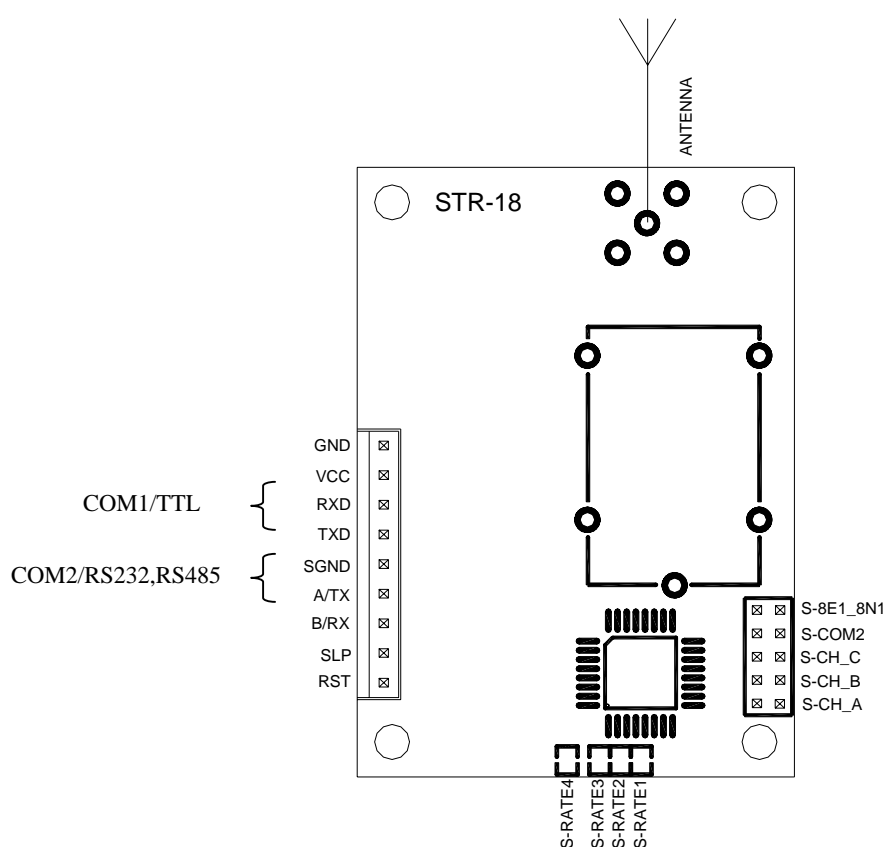 ANTENNA
STR-18
GND
VCC
RXD
TXD
SGND
A/TX
B/RX
SLP
RST
COM1/TTL
COM2/RS232,RS485
S-8E1_8N1
S-COM2
S-CH_C
S-CH_B
S-CH_A
S-RATE4
S-RATE3
S-RATE2
S-RATE1